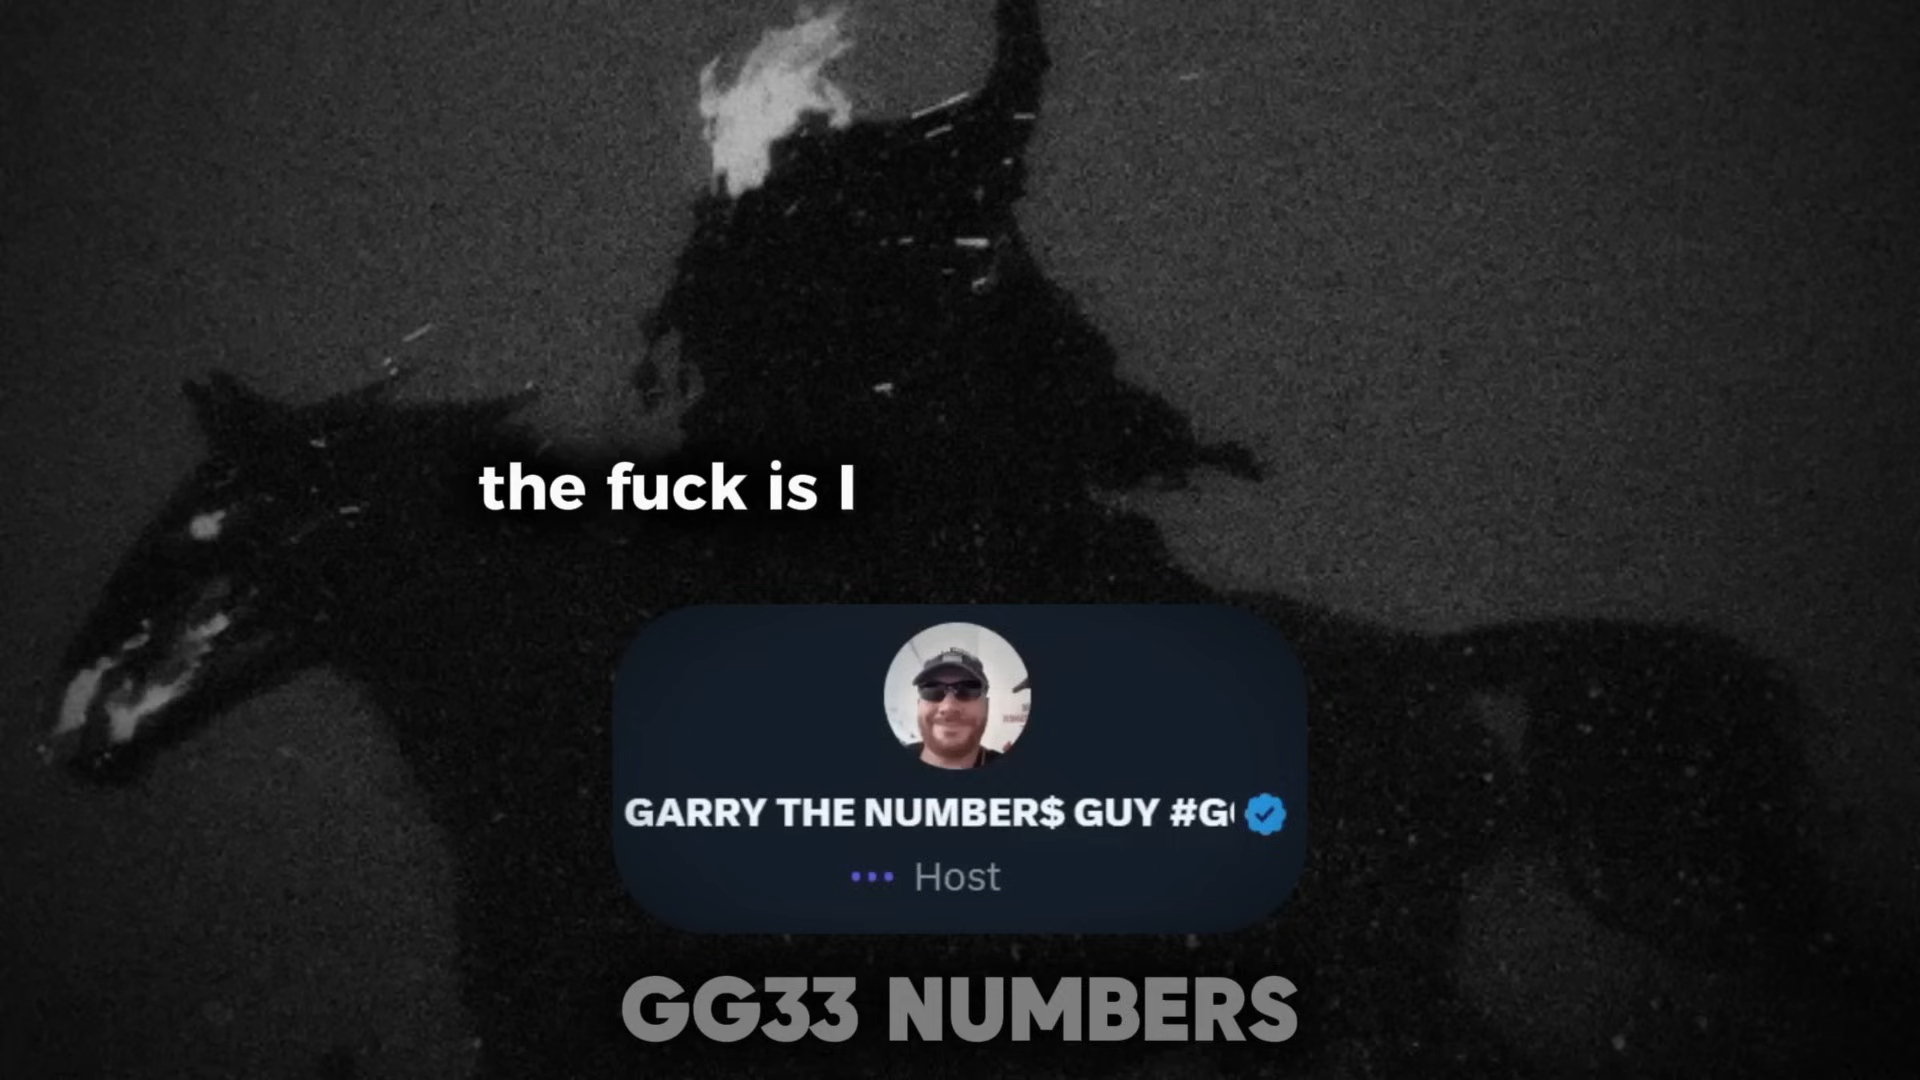 the fuck is I
GARRY THE NUMBER$ GUY #G
Host
GG33 NUMBERS